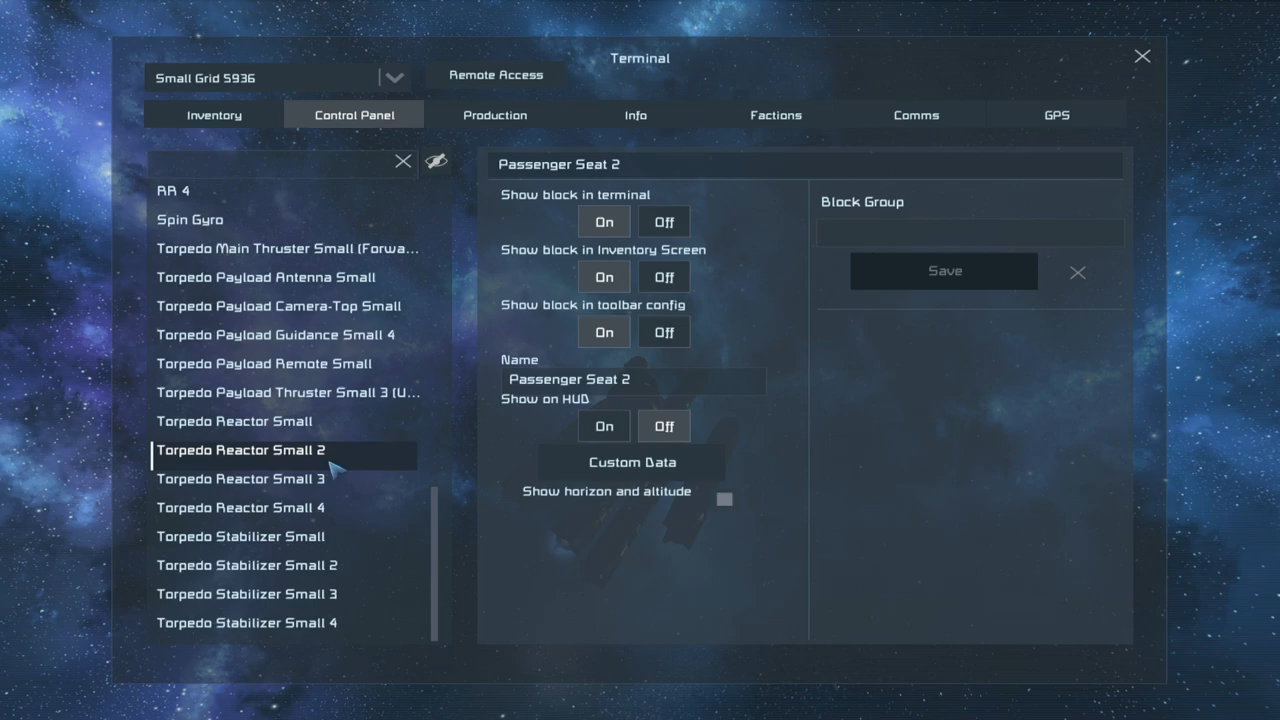 Terminal
Small Grid 5936
Remote Access
Inventory
Control Panel
Production
Info
Factions
Comms
GPS
RR 4
Spin Gyro
Torpedo Main Thruster Small (Forwa...
Torpedo Payload Antenna Small
Torpedo Payload Camera-Top Small
Torpedo Payload Guidance Small 4
Torpedo Payload Remote Small
Torpedo Payload Thruster Small 3 (U...
Torpedo Reactor Small
Torpedo Reactor Small 2
Torpedo Reactor Small 3
Torpedo Reactor Small 4
Torpedo Stabilizer Small
Torpedo Stabilizer Small 2
Torpedo Stabilizer Small 3
Torpedo Stabilizer Small 4
Passenger Seat 2
Show block in terminal
On Off
Show block in Inventory Screen
On Off
Show block in toolbar config
On Off
Name
Passenger Seat 2
Show on HUD
On Off
Custom Data
Show horizon and altitude
Block Group
Save